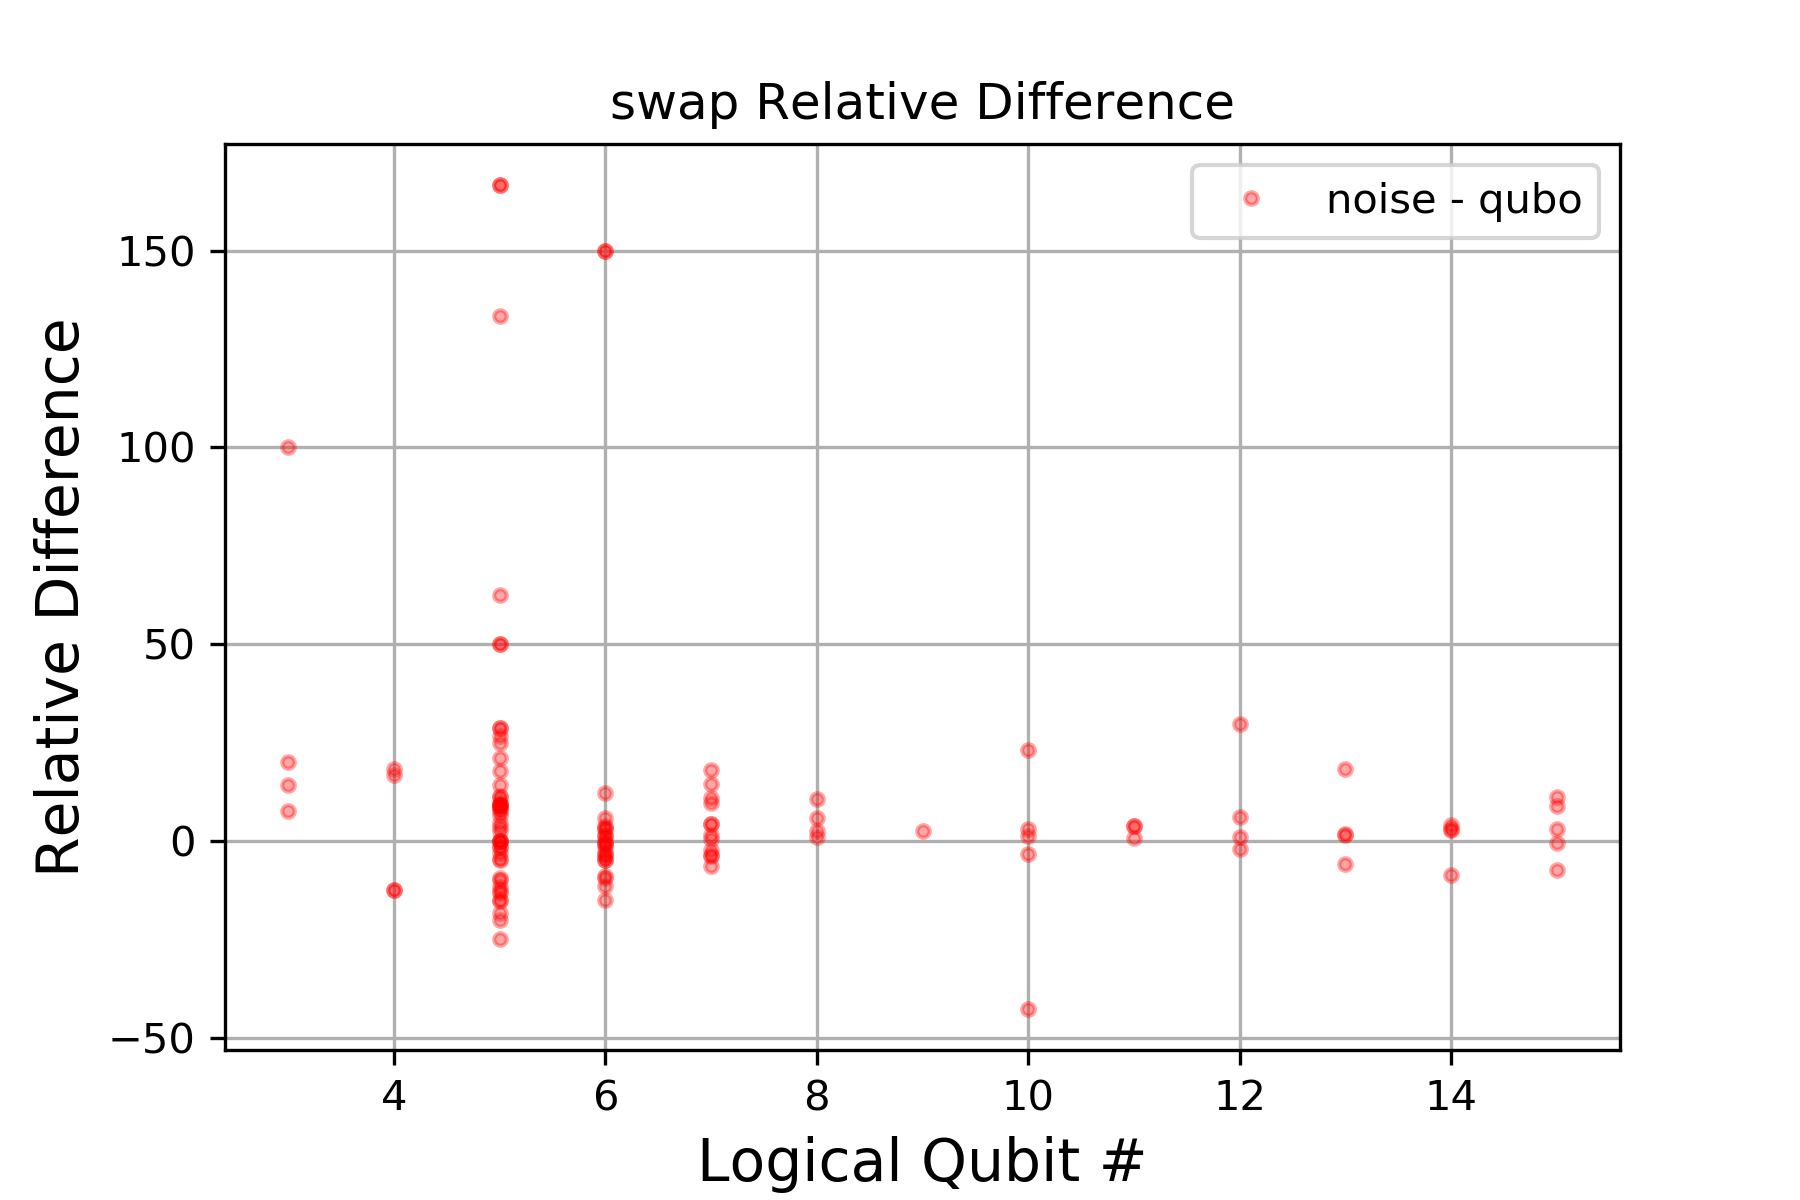 swap Relative Difference
noise - qubo
Relative Difference
150
100
50
0
−50
4 6 8 10 12 14
Logical Qubit #